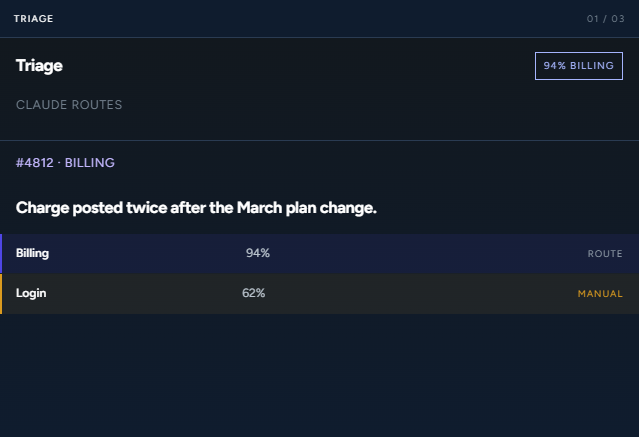 TRIAGE 01 / 03
Triage 94% BILLING
CLAUDE ROUTES
#4812 · BILLING
Charge posted twice after the March plan change.
Billing 94% ROUTE
Login 62% MANUAL